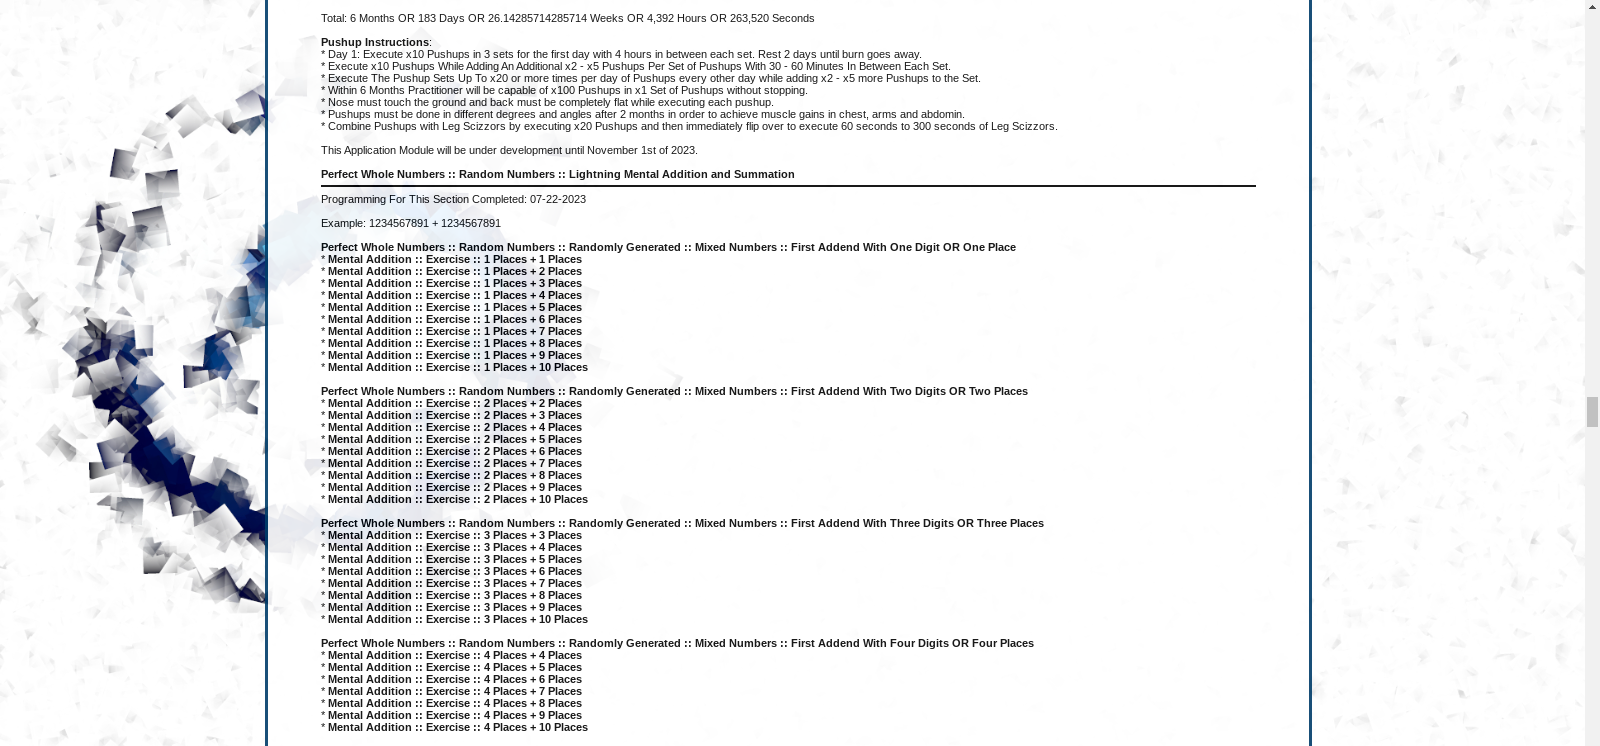 Total: 6 Months OR 183 Days OR 26.14285714285714 Weeks OR 4,392 Hours OR 263,520 Seconds
Pushup Instructions:
* Day 1: Execute x10 Pushups in 3 sets for the first day with 4 hours in between each set. Rest 2 days until burn goes away.
* Execute x10 Pushups While Adding An Additional x2 - x5 Pushups Per Set of Pushups With 30 - 60 Minutes In Between Each Set.
* Execute The Pushup Sets Up To x20 or more times per day of Pushups every other day while adding x2 - x5 more Pushups to the Set.
* Within 6 Months Practitioner will be capable of x100 Pushups in x1 Set of Pushups without stopping.
* Nose must touch the ground and back must be completely flat while executing each pushup.
* Pushups must be done in different degrees and angles after 2 months in order to achieve muscle gains in chest, arms and abdomin.
* Combine Pushups with Leg Scizzors by executing x20 Pushups and then immediately flip over to execute 60 seconds to 300 seconds of Leg Scizzors.
This Application Module will be under development until November 1st of 2023.
Perfect Whole Numbers :: Random Numbers :: Lightning Mental Addition and Summation
Programming For This Section Completed: 07-22-2023
Example: 1234567891 + 1234567891
Perfect Whole Numbers :: Random Numbers :: Randomly Generated :: Mixed Numbers :: First Addend With One Digit OR One Place
* Mental Addition :: Exercise :: 1 Places + 1 Places
* Mental Addition :: Exercise :: 1 Places + 2 Places
* Mental Addition :: Exercise :: 1 Places + 3 Places
* Mental Addition :: Exercise :: 1 Places + 4 Places
* Mental Addition :: Exercise :: 1 Places + 5 Places
* Mental Addition :: Exercise :: 1 Places + 6 Places
* Mental Addition :: Exercise :: 1 Places + 7 Places
* Mental Addition :: Exercise :: 1 Places + 8 Places
* Mental Addition :: Exercise :: 1 Places + 9 Places
* Mental Addition :: Exercise :: 1 Places + 10 Places
Perfect Whole Numbers :: Random Numbers :: Randomly Generated :: Mixed Numbers :: First Addend With Two Digits OR Two Places
* Mental Addition :: Exercise :: 2 Places + 2 Places
* Mental Addition :: Exercise :: 2 Places + 3 Places
* Mental Addition :: Exercise :: 2 Places + 4 Places
* Mental Addition :: Exercise :: 2 Places + 5 Places
* Mental Addition :: Exercise :: 2 Places + 6 Places
* Mental Addition :: Exercise :: 2 Places + 7 Places
* Mental Addition :: Exercise :: 2 Places + 8 Places
* Mental Addition :: Exercise :: 2 Places + 9 Places
* Mental Addition :: Exercise :: 2 Places + 10 Places
Perfect Whole Numbers :: Random Numbers :: Randomly Generated :: Mixed Numbers :: First Addend With Three Digits OR Three Places
* Mental Addition :: Exercise :: 3 Places + 3 Places
* Mental Addition :: Exercise :: 3 Places + 4 Places
* Mental Addition :: Exercise :: 3 Places + 5 Places
* Mental Addition :: Exercise :: 3 Places + 6 Places
* Mental Addition :: Exercise :: 3 Places + 7 Places
* Mental Addition :: Exercise :: 3 Places + 8 Places
* Mental Addition :: Exercise :: 3 Places + 9 Places
* Mental Addition :: Exercise :: 3 Places + 10 Places
Perfect Whole Numbers :: Random Numbers :: Randomly Generated :: Mixed Numbers :: First Addend With Four Digits OR Four Places
* Mental Addition :: Exercise :: 4 Places + 4 Places
* Mental Addition :: Exercise :: 4 Places + 5 Places
* Mental Addition :: Exercise :: 4 Places + 6 Places
* Mental Addition :: Exercise :: 4 Places + 7 Places
* Mental Addition :: Exercise :: 4 Places + 8 Places
* Mental Addition :: Exercise :: 4 Places + 9 Places
* Mental Addition :: Exercise :: 4 Places + 10 Places